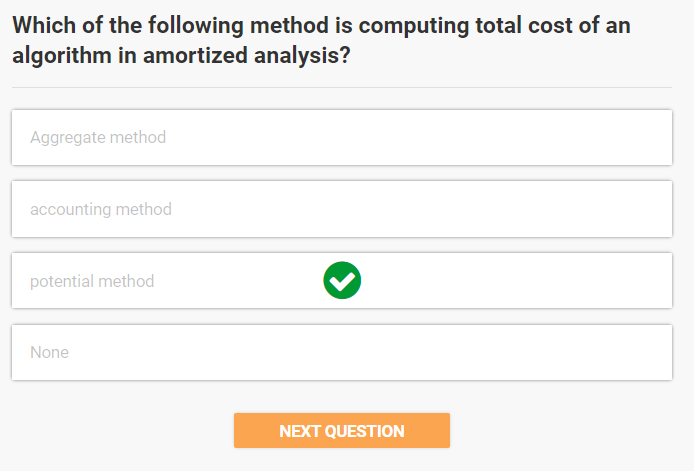 Which of the following method is computing total cost of an
algorithm in amortized analysis?
Aggregate method
accounting method
potential method
None
NEXT QUESTION